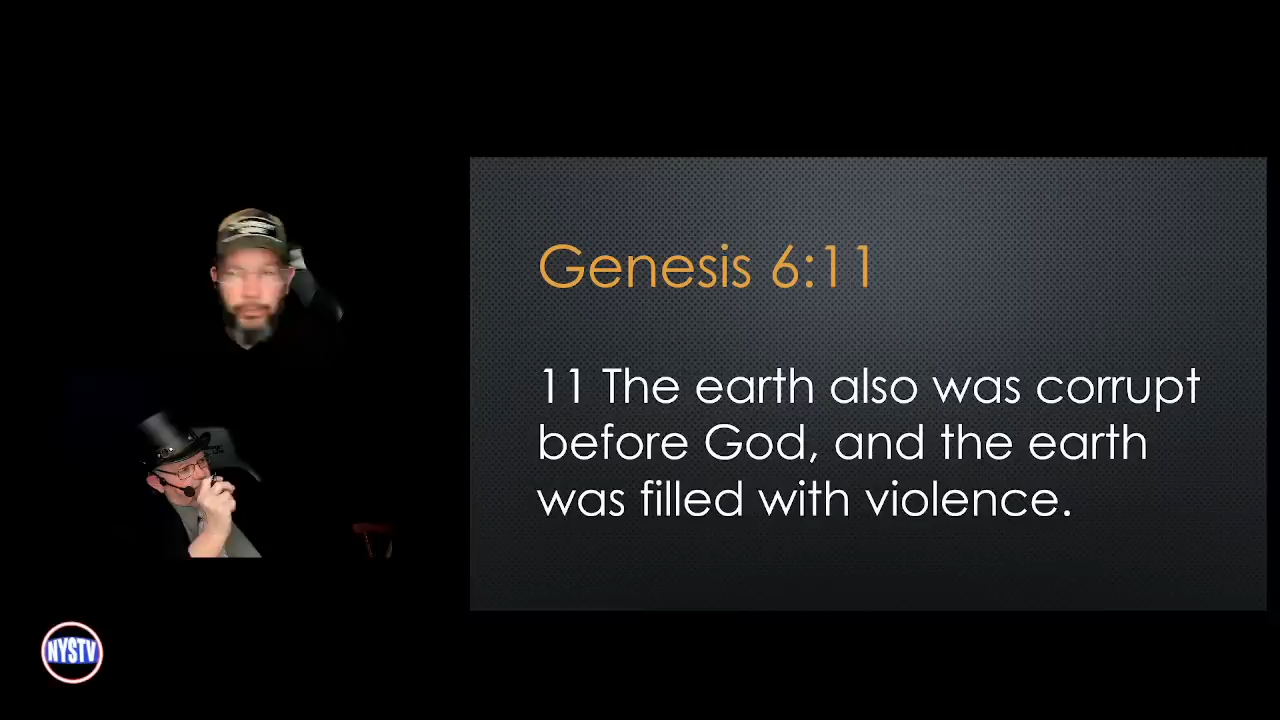 Genesis 6:11
11 The earth also was corrupt
before God, and the earth
was filled with violence.
NYSTV